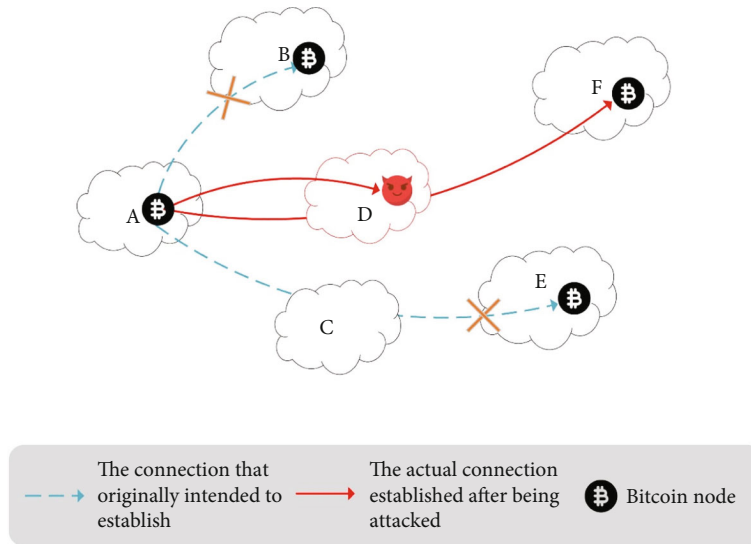 B
F
A
D
E
C
The connection that
originally intended to
establish
The actual connection
established after being
attacked
Bitcoin node